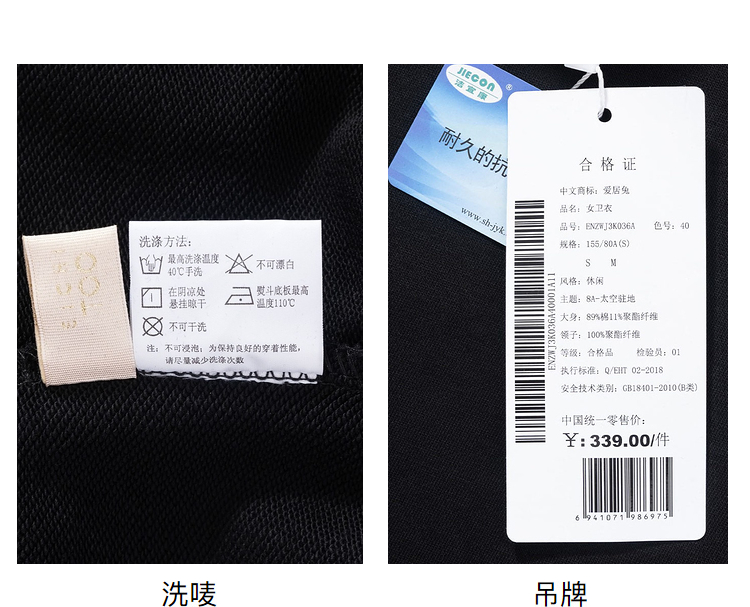 洗涤方法:
最高洗涤温度
40℃手洗
不可漂白
在阴凉处
悬挂晾干
熨斗底板最高
温度110℃
不可干洗
注: 不可浸泡; 为保持良好的穿着性能,
请尽量减少洗涤次数
JIECON
洁宜康
®
耐久的抗
www.sh-jyk.
合格证
中文商标: 爱居兔
品名: 女卫衣
品号: ENZWJ3K036A 色号: 40
规格: 155/80A(S)
S M
风格: 休闲
主题: 8A-太空驻地
大身: 89%棉11%聚酯纤维
领子: 100%聚酯纤维
等级: 合格品 检验员: 01
执行标准: Q/EHT 02-2018
安全技术类别: GB18401-2010(B类)
ENZWJ3K036A40001A11
中国统一零售价:
¥: 339.00/件
6 941071 986975
洗唛
吊牌